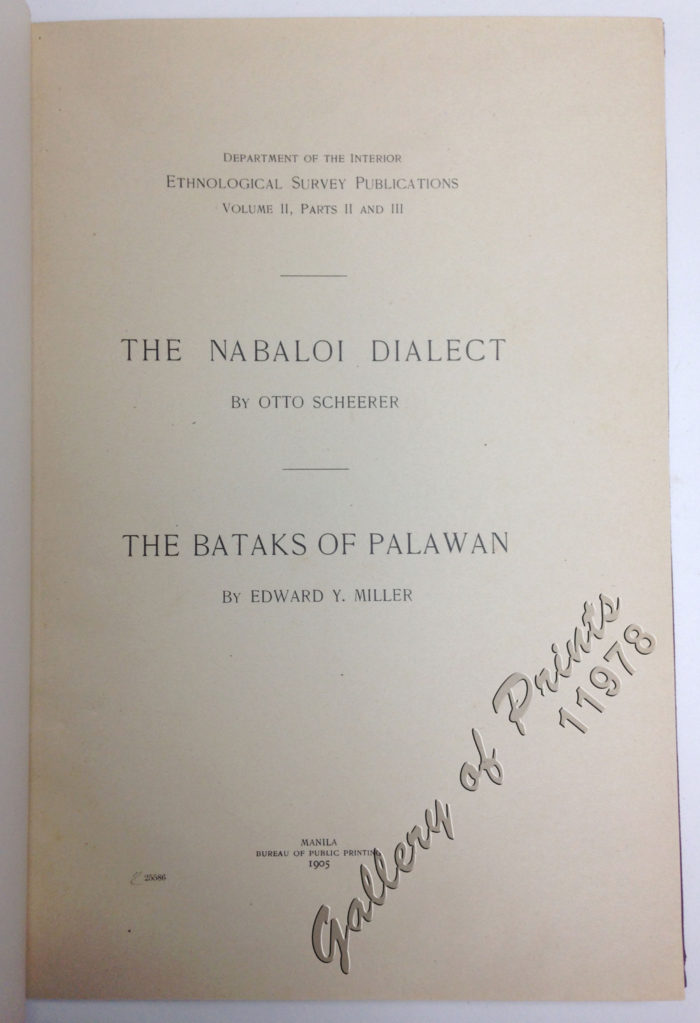 DEPARTMENT OF THE INTERIOR
ETHNOLOGICAL SURVEY PUBLICATIONS
VOLUME II, PARTS II AND III
THE NABALOI DIALECT
BY OTTO SCHEERER
THE BATAKS OF PALAWAN
BY EDWARD Y. MILLER
MANILA
BUREAU OF PUBLIC PRINTING
1905
25586
Gallery of Prints
11978